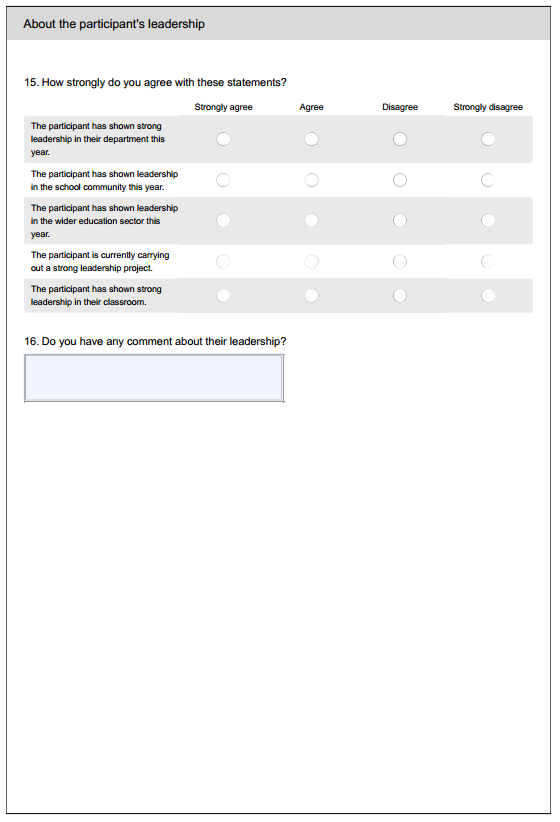 About the participant's leadership
15. How strongly do you agree with these statements?
Strongly agree Agree Disagree Strongly disagree
The participant has shown strong
leadership in their department this
year.
The participant has shown leadership
in the school community this year.
The participant has shown leadership
in the wider education sector this
year.
The participant is currently carrying
out a strong leadership project.
The participant has shown strong
leadership in their classroom.
16. Do you have any comment about their leadership?